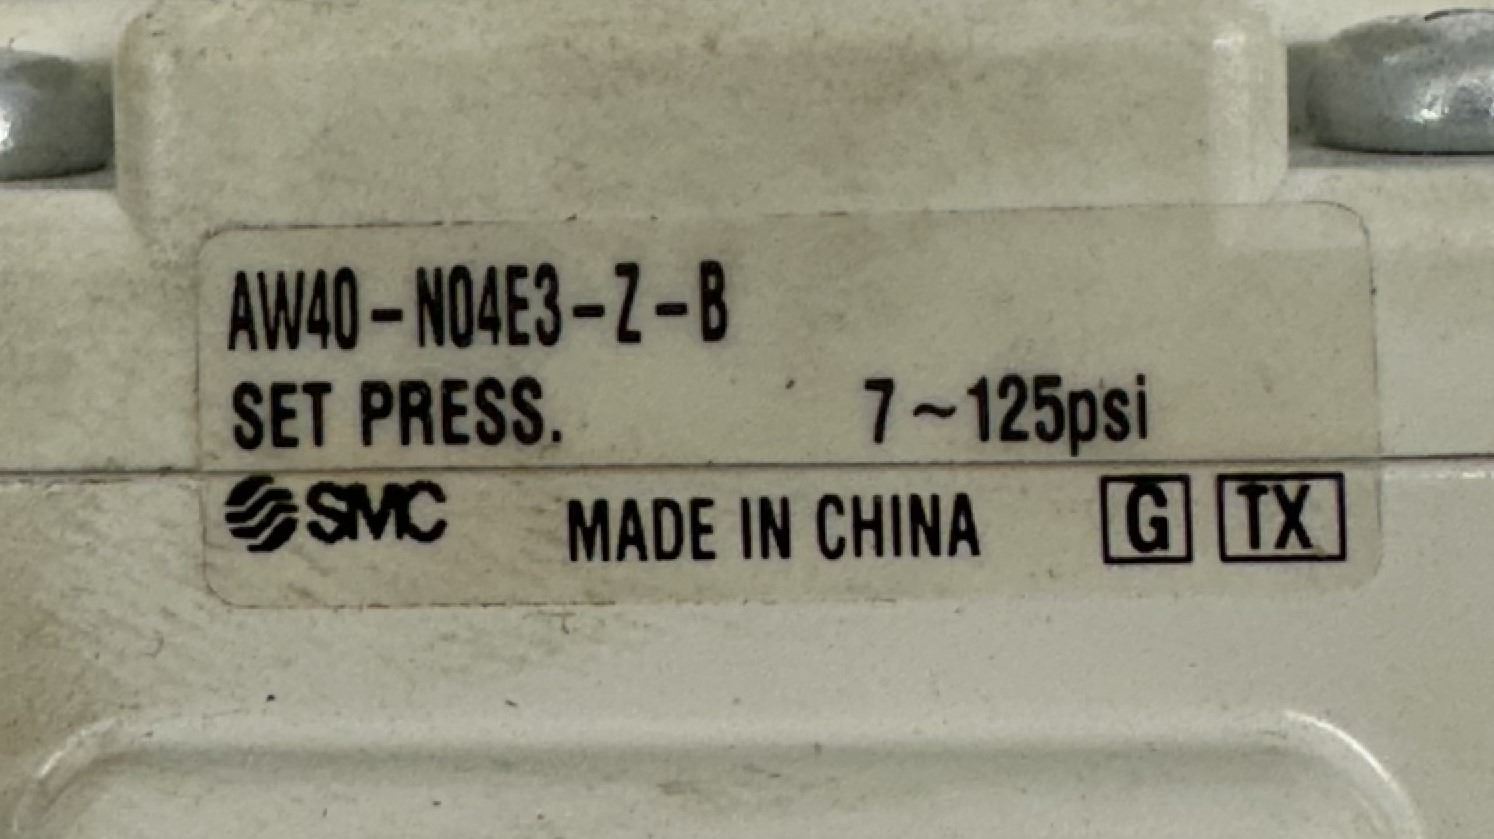 AW40-N04E3-Z-B
SET PRESS. 7~125psi
SMC MADE IN CHINA G TX